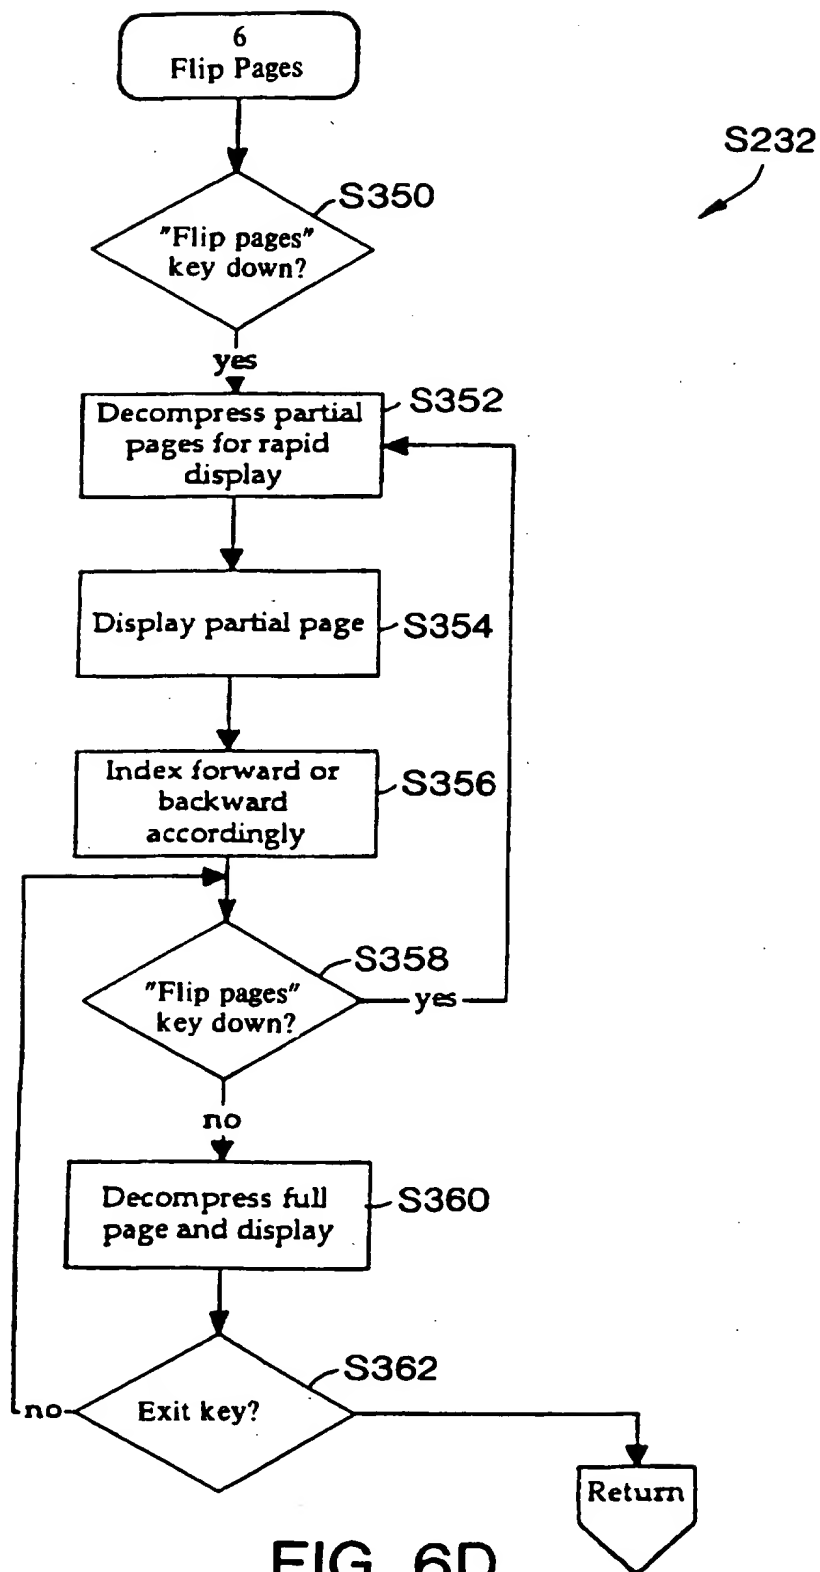 6
Flip Pages
S232
S350
"Flip pages"
key down?
yes
S352
Decompress partial
pages for rapid
display
Display partial page
S354
Index forward or
backward
accordingly
S356
S358
"Flip pages"
key down?
yes
no
Decompress full
page and display
S360
S362
Exit key?
no
Return
FIG. 6D